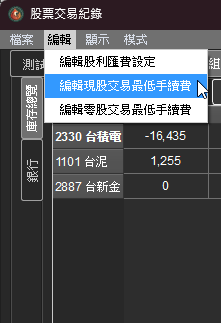 股票交易紀錄
檔案 編輯 顯示 模式
編輯股利匯費設定
編輯現股交易最低手續費
編輯零股交易最低手續費
測試
庫存總覽
銀行
2330 台積電 -16,435
1101 台泥 1,255
2887 台新金 0